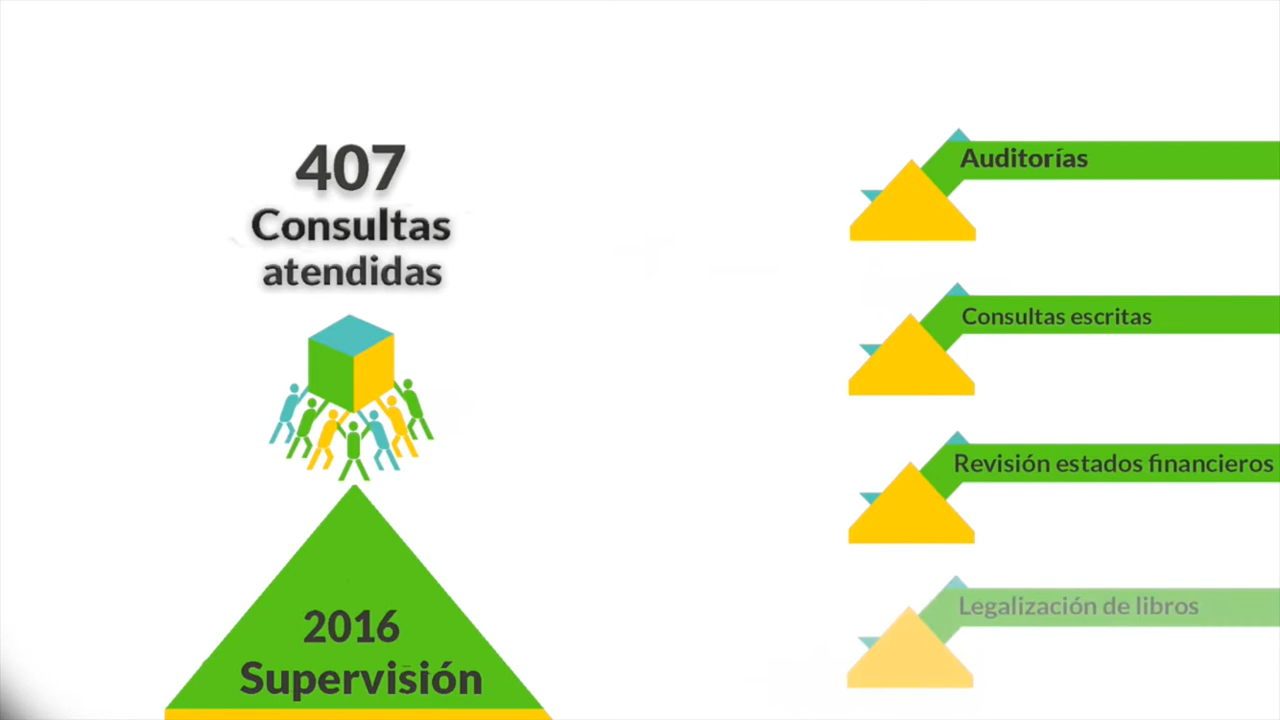 407
Consultas
atendidas
2016
Supervisión
Auditorías
Consultas escritas
Revisión estados financieros
Legalización de libros